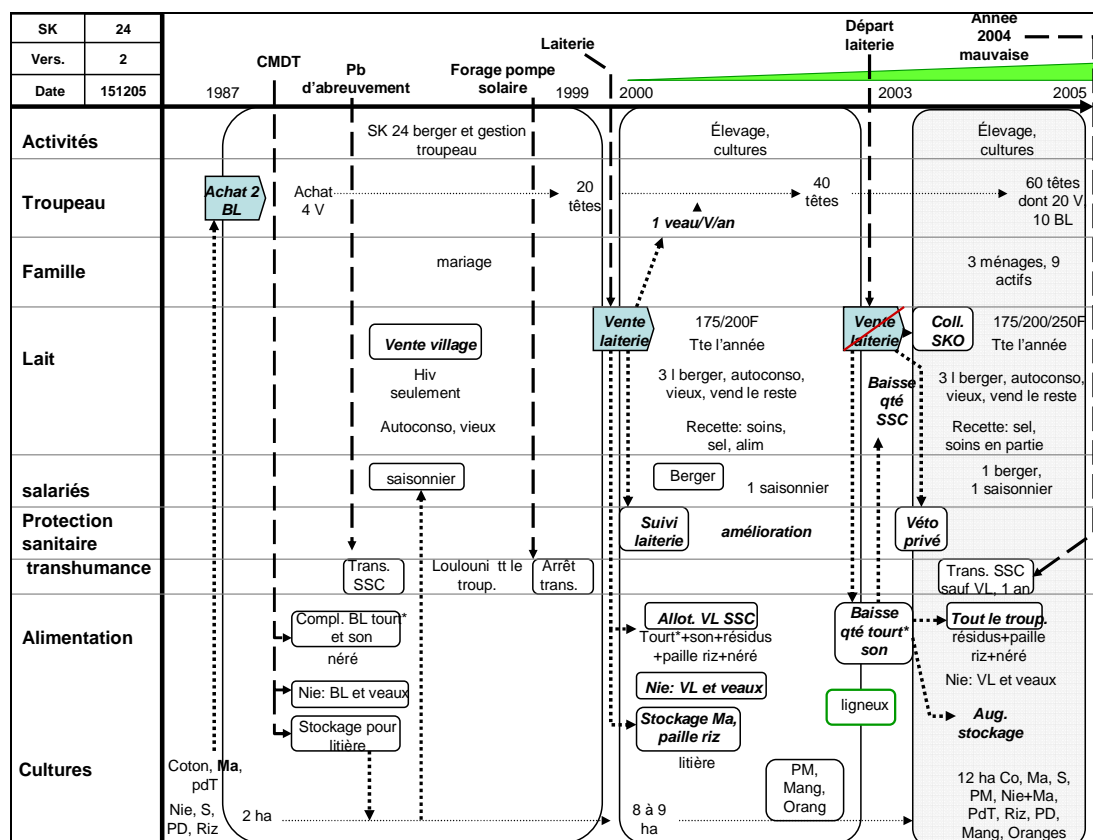 SK 24
Vers. 2
Date 151205
CMDT
Pb
d'abreuvement
Forage pompe
solaire
Laiterie
Départ
laiterie
Année
2004
mauvaise
1987
1999
2000
2003
2005
Activités
SK 24 berger et gestion
troupeau
Élevage,
cultures
Élevage,
cultures
Troupeau
Achat 2
BL
Achat
4 V
20
têtes
1 veau/V/an
40
têtes
60 têtes
dont 20 V,
10 BL
Famille
mariage
3 ménages, 9
actifs
Lait
Vente village
Hiv
seulement
Autoconso, vieux
Vente
laiterie
175/200F
Tte l'année
3 l berger, autoconso,
vieux, vend le reste
Recette: soins,
sel, alim
Vente
laiterie
Baisse
qté
SSC
Coll.
SKO
175/200/250F
Tte l'année
3 l berger, autoconso,
vieux, vend le reste
Recette: sel,
soins en partie
salariés
saisonnier
Berger
1 saisonnier
1 berger,
1 saisonnier
Protection
sanitaire
Suivi
laiterie
amélioration
Véto
privé
transhumance
Trans.
SSC
Loulouni tt le
troup.
Arrêt
trans.
Trans. SSC
sauf VL, 1 an
Alimentation
Compl. BL tourt*
et son
néré
Nie: BL et veaux
Stockage pour
litière
Allot. VL SSC
Tourt*+son+résidus
+paille riz+néré
Nie: VL et veaux
Stockage Ma,
paille riz
litière
Baisse
qté tourt*
son
ligneux
Tout le troup.
résidus+paille
riz+néré
Nie: VL et veaux
Aug.
stockage
Cultures
Coton, Ma,
pdT
Nie, S,
PD, Riz
2 ha
8 à 9
ha
PM,
Mang,
Orang
12 ha Co, Ma, S,
PM, Nie+Ma,
PdT, Riz, PD,
Mang, Oranges